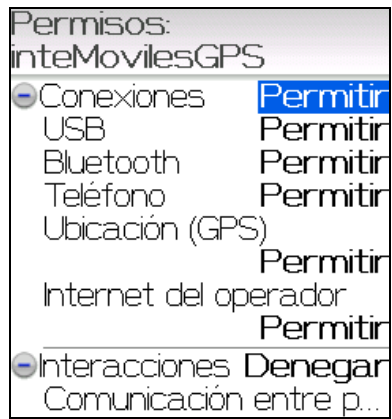 Permisos:
inteMovilesGPS
Conexiones Permitir
USB Permitir
Bluetooth Permitir
Teléfono Permitir
Ubicación (GPS)
Permitir
Internet del operador
Permitir
Interacciones Denegar
Comunicación entre p...